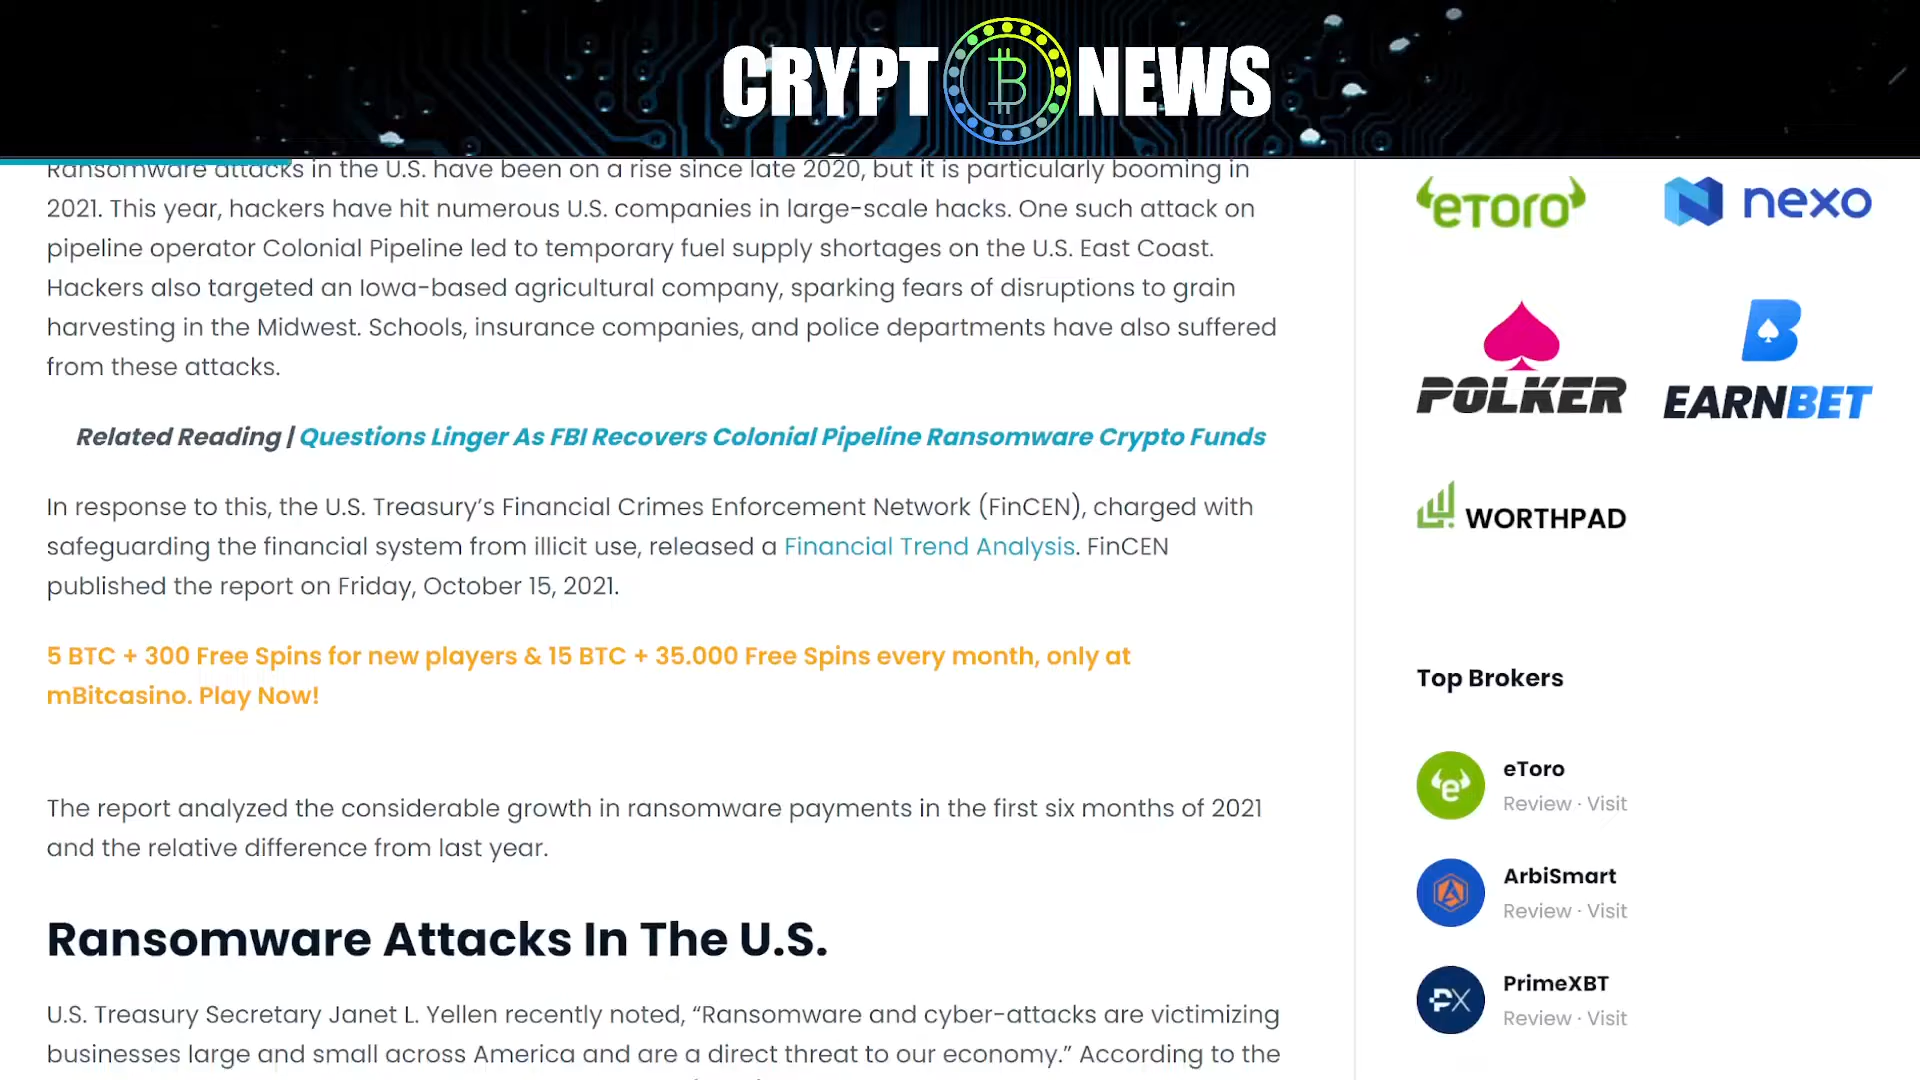 CRYPTO NEWS
Ransomware attacks in the U.S. have been on a rise since late 2020, but it is particularly booming in
2021. This year, hackers have hit numerous U.S. companies in large-scale hacks. One such attack on
pipeline operator Colonial Pipeline led to temporary fuel supply shortages on the U.S. East Coast.
Hackers also targeted an Iowa-based agricultural company, sparking fears of disruptions to grain
harvesting in the Midwest. Schools, insurance companies, and police departments have also suffered
from these attacks.
Related Reading | Questions Linger As FBI Recovers Colonial Pipeline Ransomware Crypto Funds
In response to this, the U.S. Treasury’s Financial Crimes Enforcement Network (FinCEN), charged with
safeguarding the financial system from illicit use, released a Financial Trend Analysis. FinCEN
published the report on Friday, October 15, 2021.
5 BTC + 300 Free Spins for new players & 15 BTC + 35.000 Free Spins every month, only at
mBitcasino. Play Now!
The report analyzed the considerable growth in ransomware payments in the first six months of 2021
and the relative difference from last year.
Ransomware Attacks In The U.S.
U.S. Treasury Secretary Janet L. Yellen recently noted, “Ransomware and cyber-attacks are victimizing
businesses large and small across America and are a direct threat to our economy.” According to the
eTORO
nexo
POLKER
EARNBET
WORTHPAD
Top Brokers
eToro
Review · Visit
ArbiSmart
Review · Visit
PrimeXBT
Review · Visit